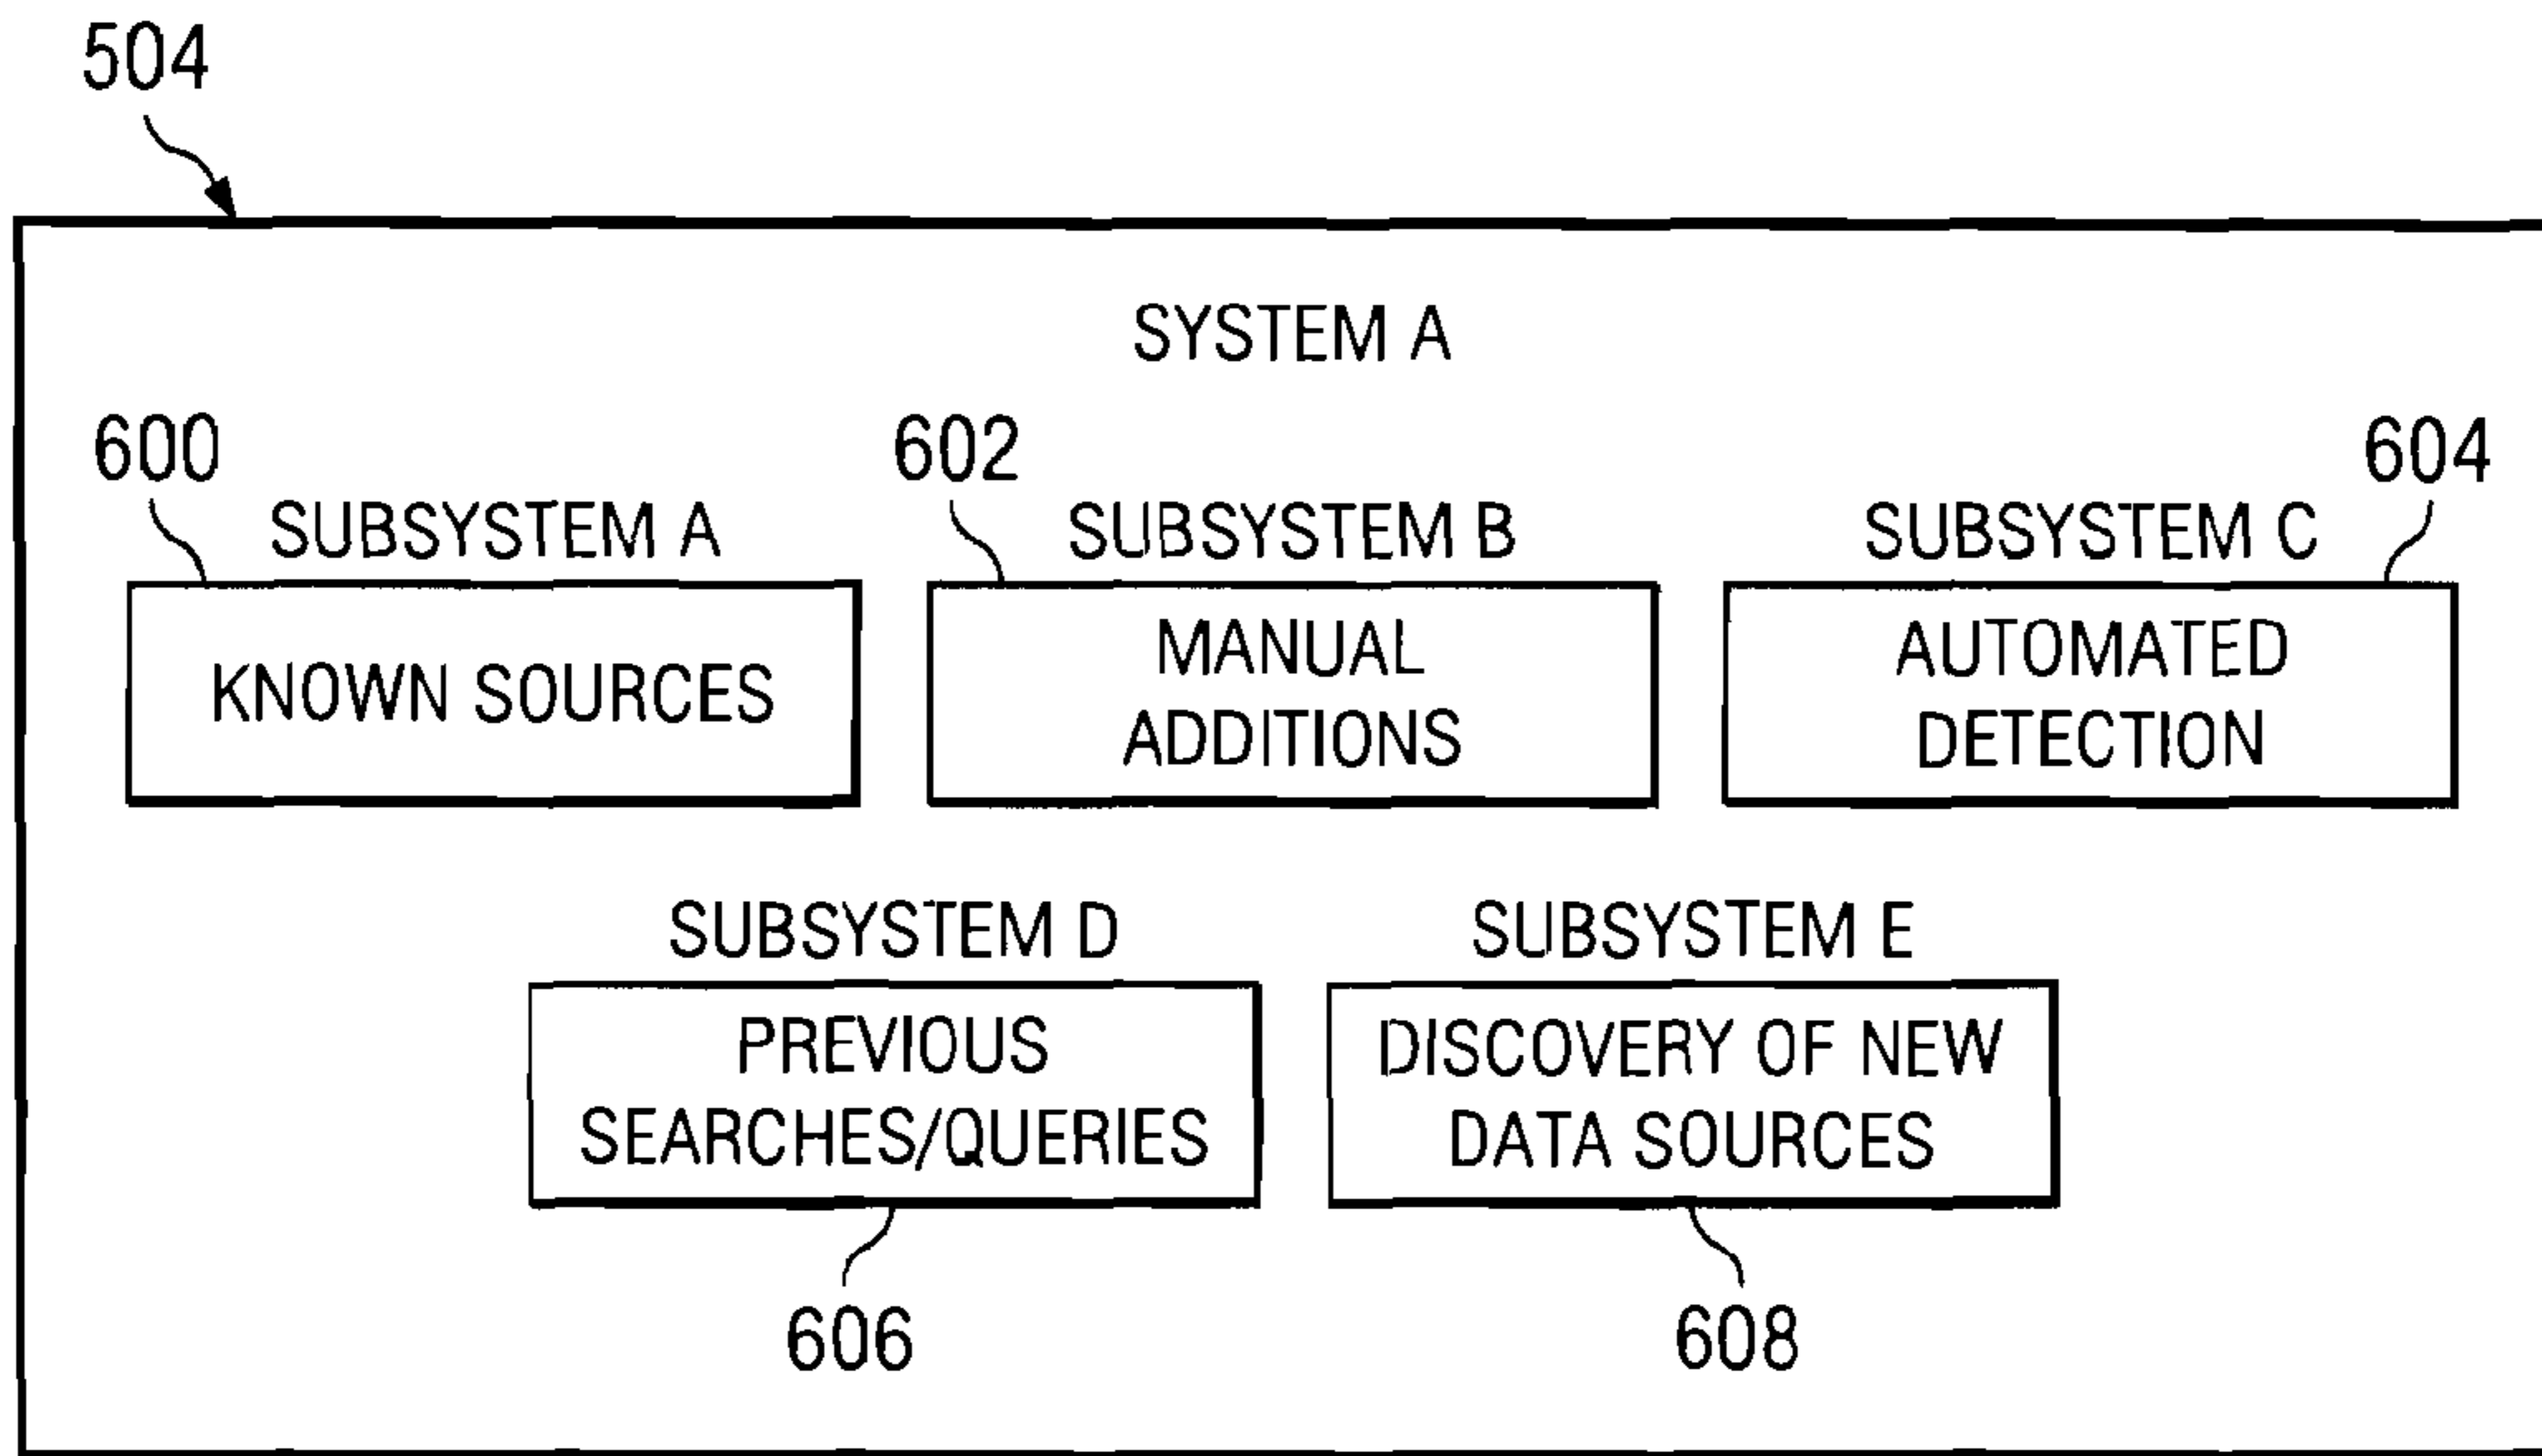 504
SYSTEM A
600
602
604
SUBSYSTEM A
SUBSYSTEM B
SUBSYSTEM C
KNOWN SOURCES
MANUAL
ADDITIONS
AUTOMATED
DETECTION
SUBSYSTEM D
SUBSYSTEM E
PREVIOUS
SEARCHES/QUERIES
DISCOVERY OF NEW
DATA SOURCES
606
608